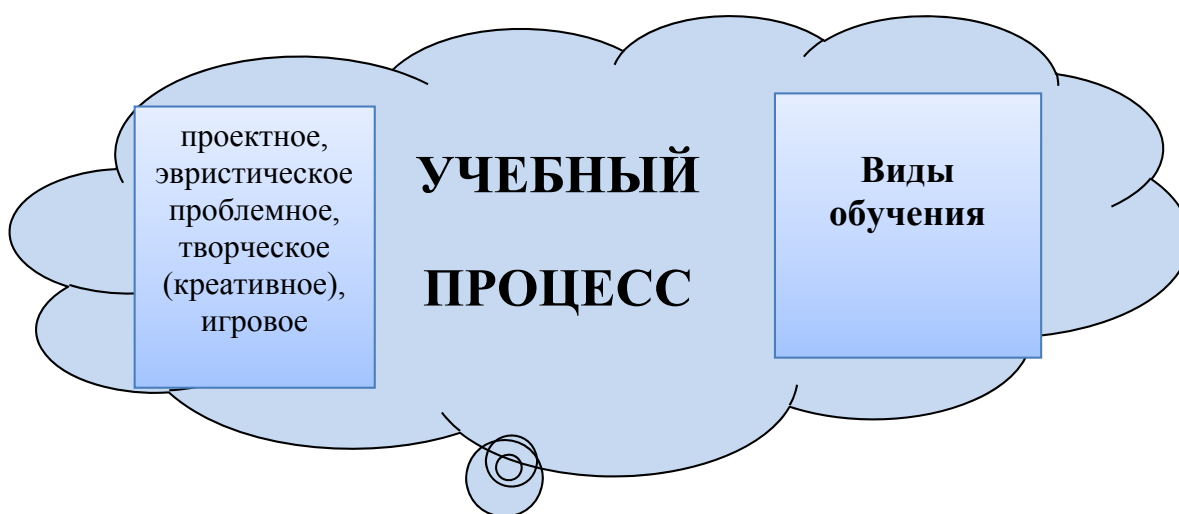 проектное,
эвристическое
проблемное,
творческое
(креативное),
игровое
УЧЕБНЫЙ
ПРОЦЕСС
Виды
обучения